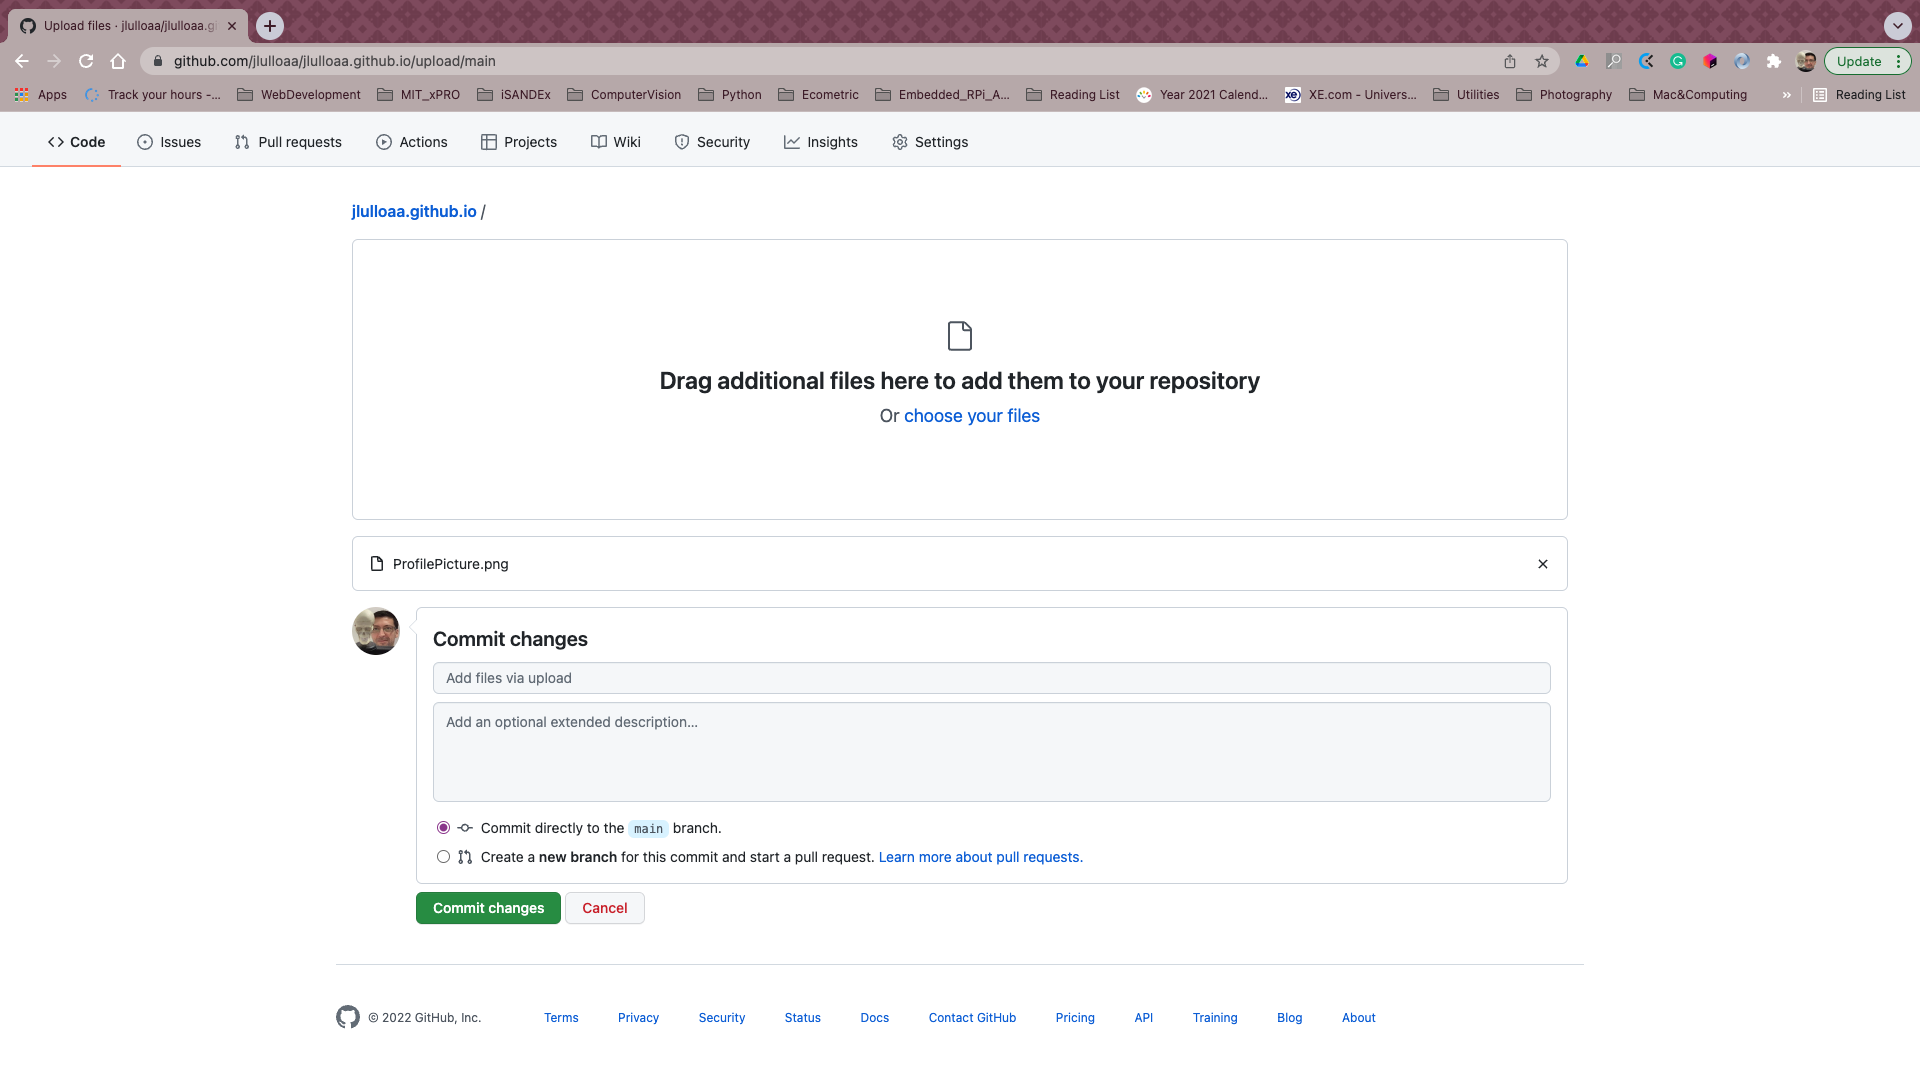 Upload files · jlulloaa/jlulloaa.gi
github.com/jlulloaa/jlulloaa.github.io/upload/main
Update
Apps Track your hours -... WebDevelopment MIT_xPRO iSANDEx ComputerVision Python Ecometric Embedded_RPi_A... Reading List Year 2021 Calend... XE.com - Univers... Utilities Photography Mac&Computing » Reading List
Code Issues Pull requests Actions Projects Wiki Security Insights Settings
jlulloaa.github.io /
Drag additional files here to add them to your repository
Or choose your files
ProfilePicture.png
Commit changes
Add files via upload
Add an optional extended description...
Commit directly to the main branch.
Create a new branch for this commit and start a pull request. Learn more about pull requests.
Commit changes Cancel
© 2022 GitHub, Inc. Terms Privacy Security Status Docs Contact GitHub Pricing API Training Blog About